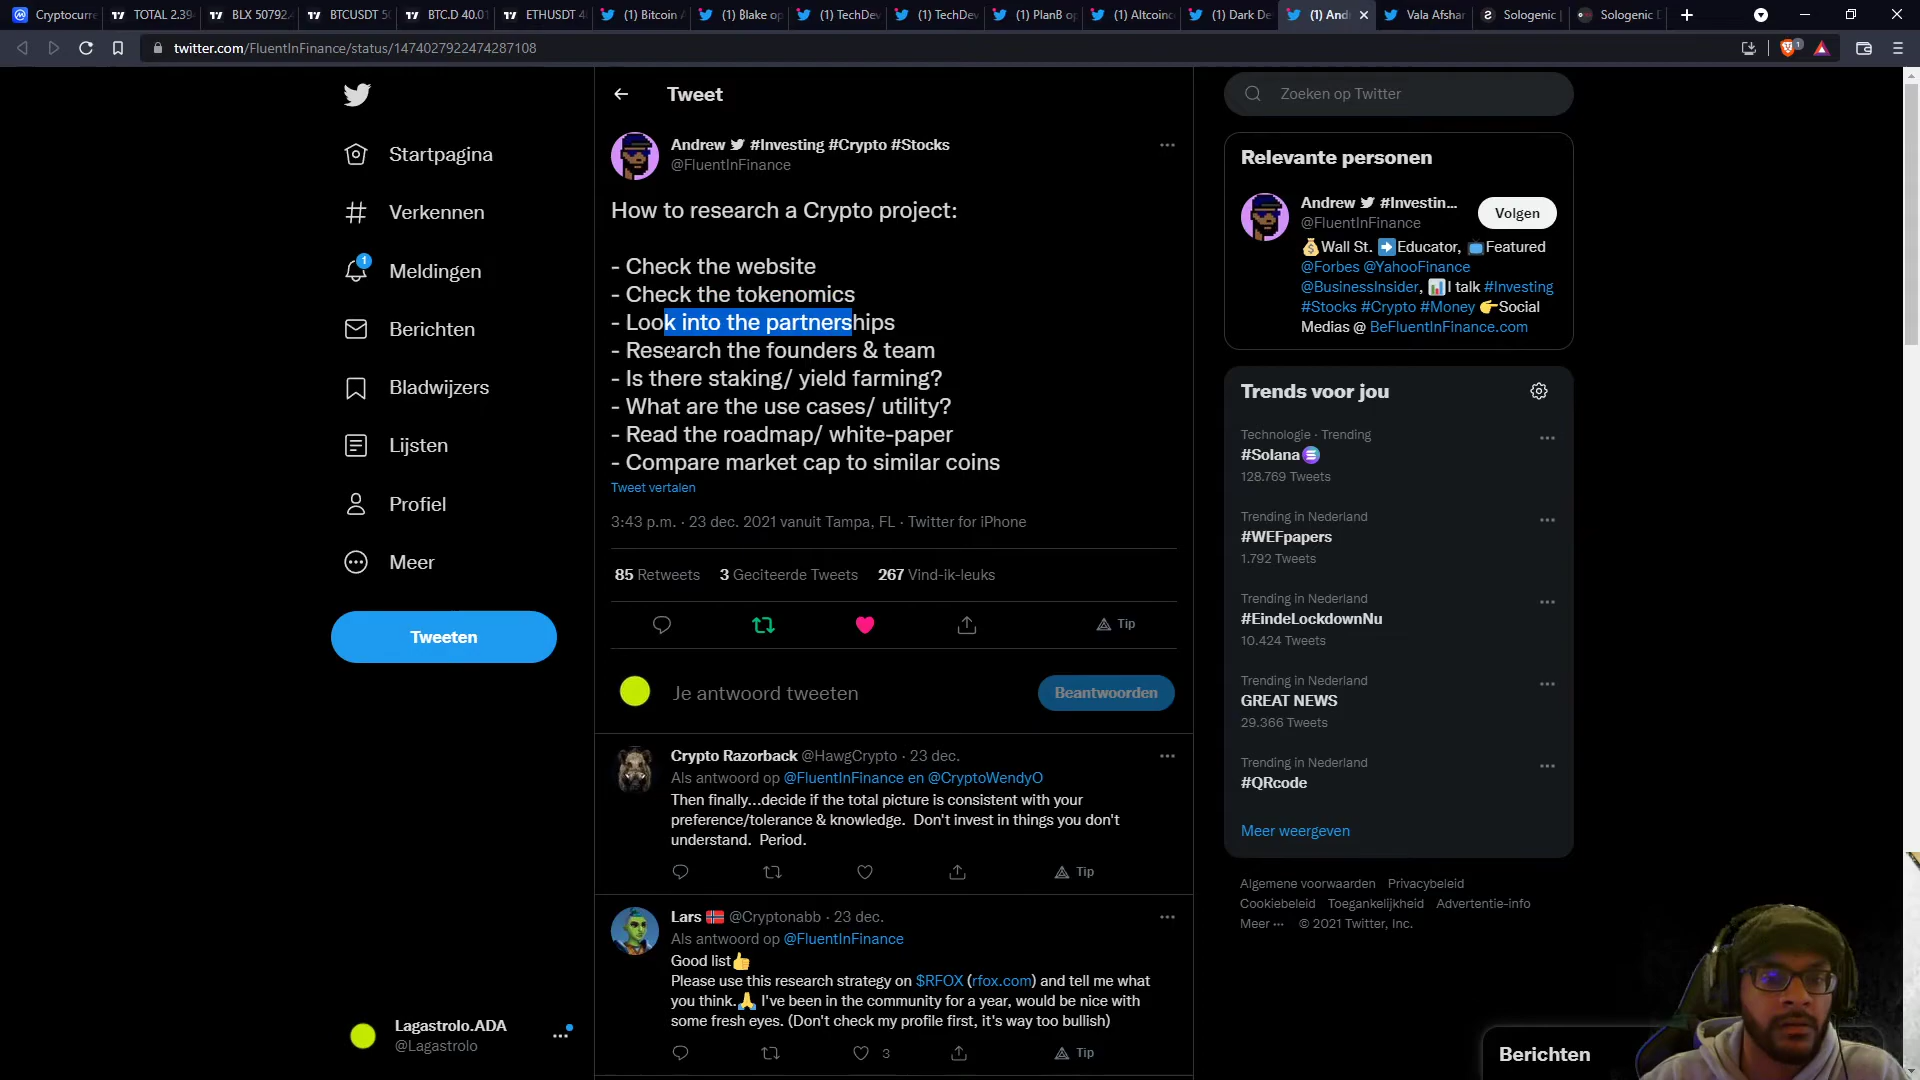 Cryptocurre
TOTAL 2.39
BLX 50792.
BTCUSDT 50
BTC.D 40.01
ETHUSDT 4
(1) Bitcoin
(1) Blake op
(1) TechDev
(1) TechDev
(1) PlanB op
(1) Altcoinc
(1) Dark De
(1) And
Vala Afshar
Sologenic |
Sologenic
twitter.com/FluentInFinance/status/1474027922474287108
1
Startpagina
Verkennen
1
Meldingen
Berichten
Bladwijzers
Lijsten
Profiel
Meer
Tweeten
Lagastrolo.ADA
@Lagastrolo
Tweet
Andrew #Investing #Crypto #Stocks
@FluentInFinance
How to research a Crypto project:
- Check the website
- Check the tokenomics
- Look into the partnerships
- Research the founders & team
- Is there staking/ yield farming?
- What are the use cases/ utility?
- Read the roadmap/ white-paper
- Compare market cap to similar coins
Tweet vertalen
3:43 p.m. · 23 dec. 2021 vanuit Tampa, FL · Twitter for iPhone
85 Retweets 3 Geciteerde Tweets 267 Vind-ik-leuks
Tip
Je antwoord tweeten
Beantwoorden
Crypto Razorback @HawgCrypto · 23 dec.
Als antwoord op @FluentInFinance en @CryptoWendyO
Then finally...decide if the total picture is consistent with your
preference/tolerance & knowledge. Don't invest in things you don't
understand. Period.
Tip
Lars @Cryptonabb · 23 dec.
Als antwoord op @FluentInFinance
Good list
Please use this research strategy on $RFOX (rfox.com) and tell me what
you think. I've been in the community for a year, would be nice with
some fresh eyes. (Don't check my profile first, it's way too bullish)
3
Tip
Zoeken op Twitter
Relevante personen
Andrew #Investin...
@FluentInFinance
Volgen
Wall St. Educator, Featured
@Forbes @YahooFinance
@BusinessInsider, I talk #Investing
#Stocks #Crypto #Money Social
Medias @ BeFluentInFinance.com
Trends voor jou
Technologie · Trending
#Solana
128.769 Tweets
Trending in Nederland
#WEFpapers
1.792 Tweets
Trending in Nederland
#EindeLockdownNu
10.424 Tweets
Trending in Nederland
GREAT NEWS
29.366 Tweets
Trending in Nederland
#QRcode
Meer weergeven
Algemene voorwaarden Privacybeleid
Cookiebeleid Toegankelijkheid Advertentie-info
Meer ··· © 2021 Twitter, Inc.
Berichten